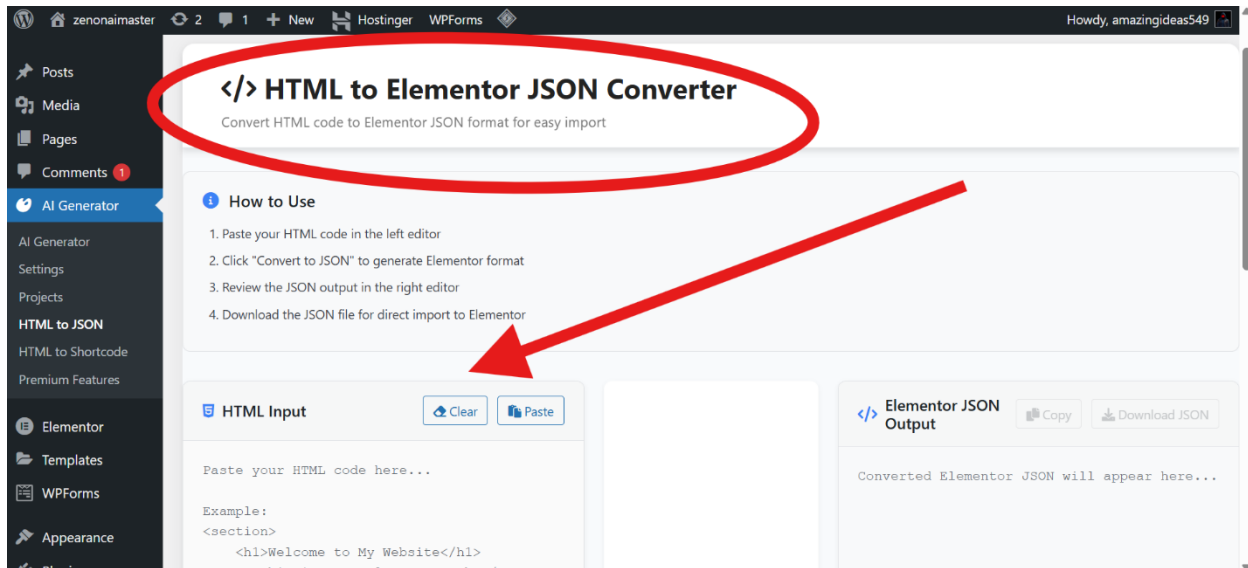 zenonaimaster 2 1 New Hostinger WPForms Howdy, amazingideas549
Posts
Media
Pages
Comments 1
AI Generator
AI Generator
Settings
Projects
HTML to JSON
HTML to Shortcode
Premium Features
Elementor
Templates
WPForms
Appearance
</> HTML to Elementor JSON Converter
Convert HTML code to Elementor JSON format for easy import
How to Use
1. Paste your HTML code in the left editor
2. Click "Convert to JSON" to generate Elementor format
3. Review the JSON output in the right editor
4. Download the JSON file for direct import to Elementor
HTML Input Clear Paste
Paste your HTML code here...
Example:
<section>
<h1>Welcome to My Website</h1>
</> Elementor JSON
Output
Copy Download JSON
Converted Elementor JSON will appear here...